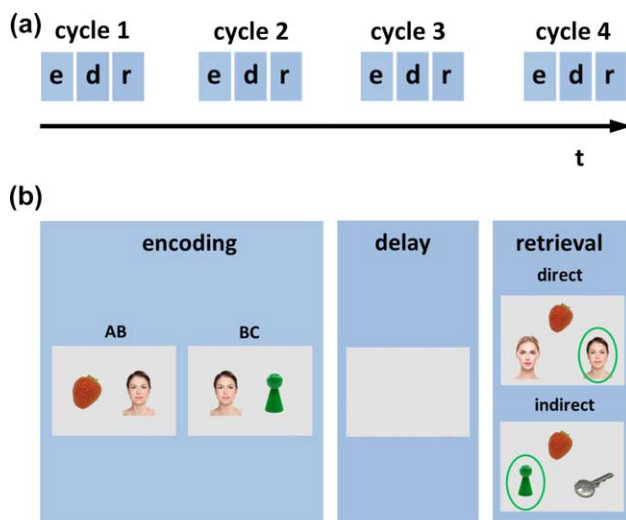 (a)
cycle 1 cycle 2 cycle 3 cycle 4
e d r e d r e d r e d r
t
(b)
encoding delay retrieval
direct
AB BC
indirect